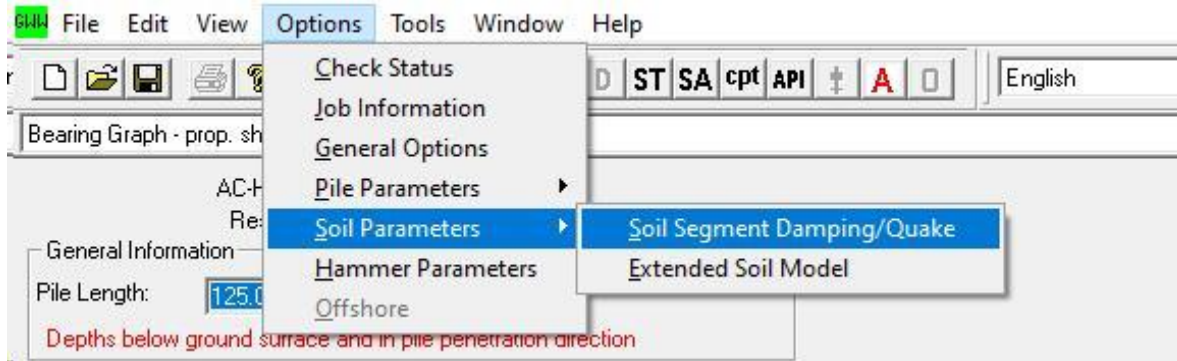 GWW File Edit View Options Tools Window Help
D ST SA cpt API A English
Check Status
Job Information
Bearing Graph - prop. sh
General Options
AC-H
Pile Parameters
Soil Parameters
Soil Segment Damping/Quake
General Information
Hammer Parameters
Extended Soil Model
Pile Length: 125.0
Offshore
Depths below ground surface and in pile penetration direction